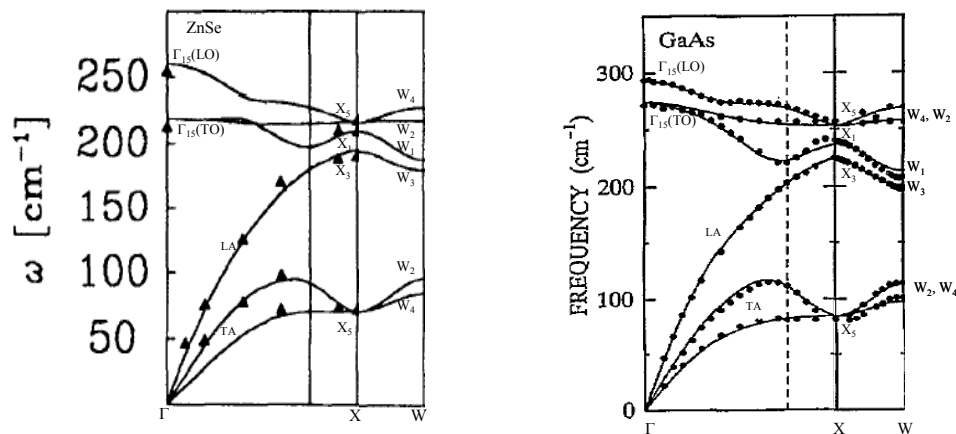 ZnSe
Γ₁₅(LO)
250
Γ₁₅(TO)
200
150
100
50
ω [cm⁻¹]
X₅
X₁
X₃
LA
TA
X₅
W₄
W₂
W₁
W₃
W₂
W₄
Γ
X
W
GaAs
Γ₁₅(LO)
300
Γ₁₅(TO)
200
100
0
FREQUENCY (cm⁻¹)
X₅
X₁
X₃
LA
TA
X₅
W₄, W₂
W₁
W₃
W₂, W₄
Γ
X
W